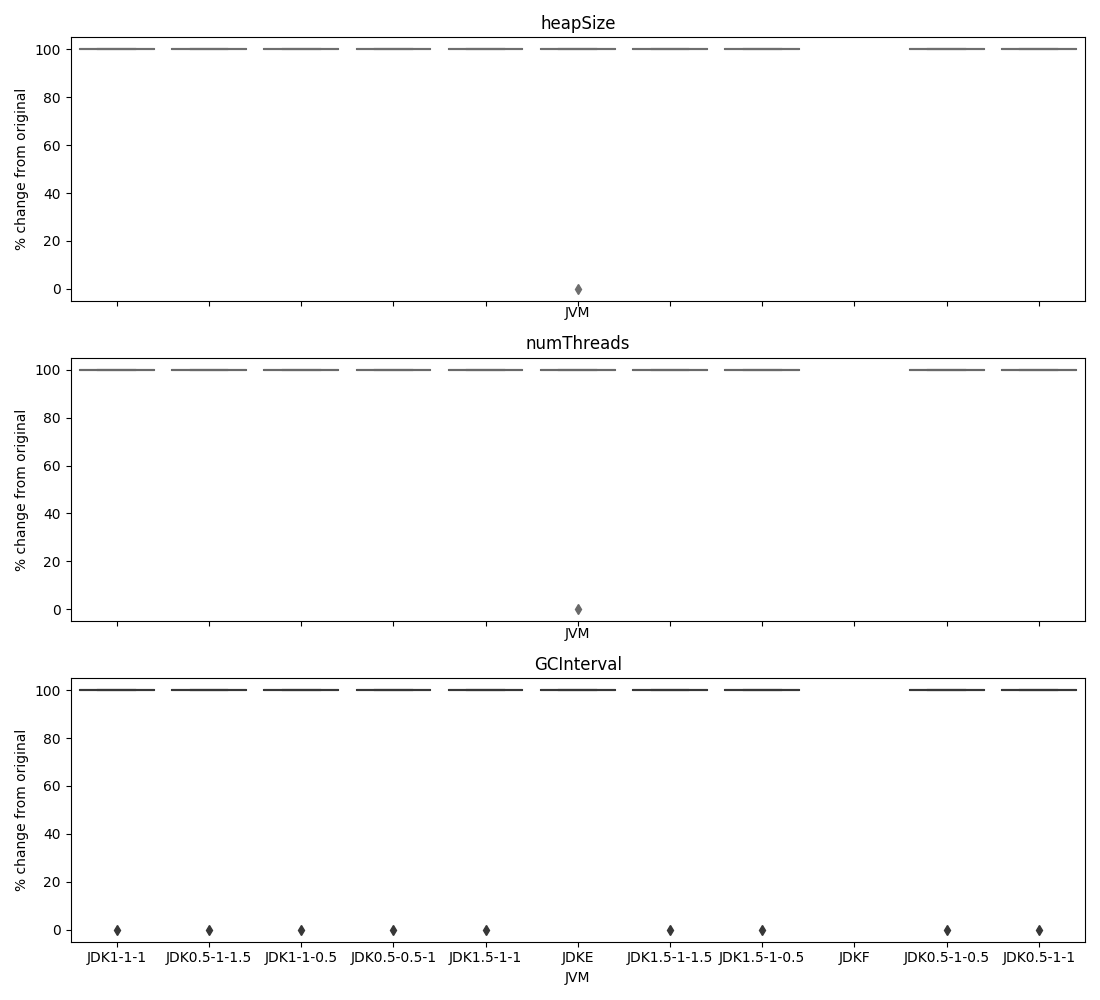 heapSize
100
80
60
40
20
0
% change from original
JVM
numThreads
100
80
60
40
20
0
% change from original
JVM
GCInterval
100
80
60
40
20
0
% change from original
JDK1-1-1 JDK0.5-1-1.5 JDK1-1-0.5 JDK0.5-0.5-1 JDK1.5-1-1 JDKE JDK1.5-1-1.5 JDK1.5-1-0.5 JDKF JDK0.5-1-0.5 JDK0.5-1-1
JVM